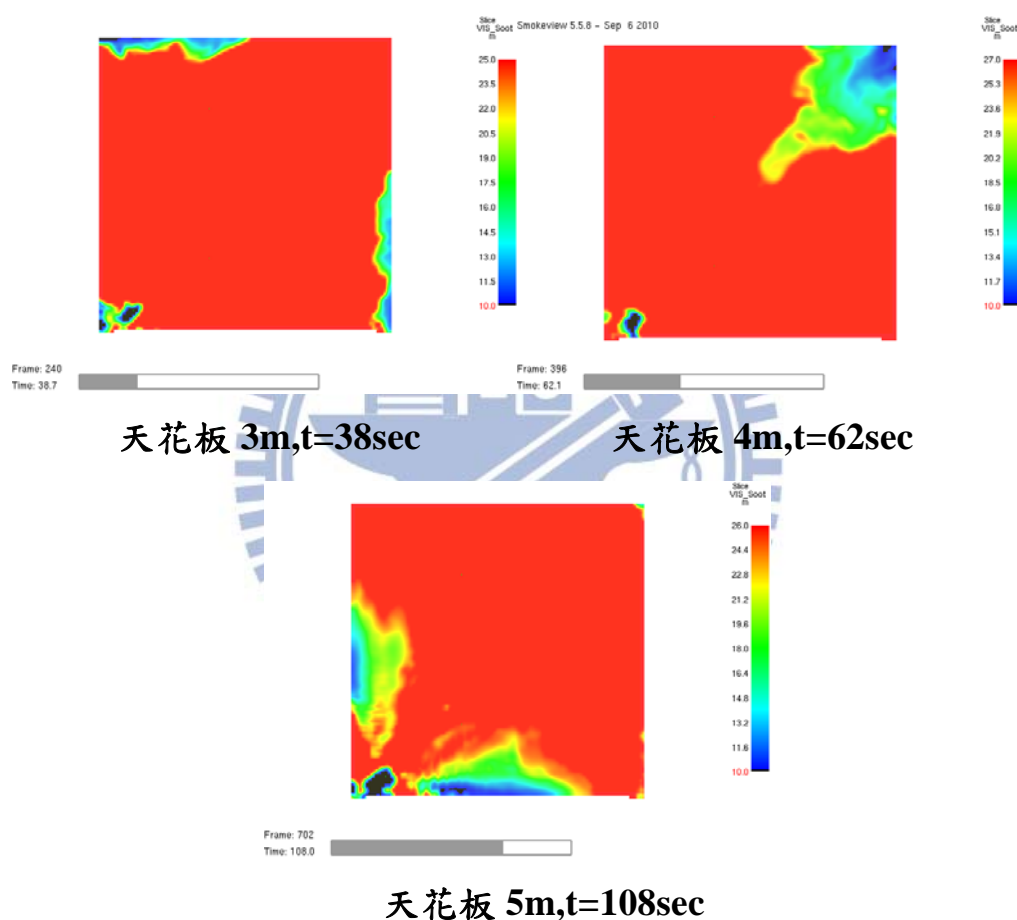 Slice
VIS_Soot
m
25.0
23.5
22.0
20.5
19.0
17.5
16.0
14.5
13.0
11.5
10.0
Frame: 240
Time: 38.7
天花板 3m,t=38sec
Smokeview 5.5.8 - Sep 6 2010
Slice
VIS_Soot
m
27.0
25.3
23.6
21.9
20.2
18.5
16.8
15.1
13.4
11.7
10.0
Frame: 396
Time: 62.1
天花板 4m,t=62sec
Slice
VIS_Soot
m
26.0
24.4
22.8
21.2
19.6
18.0
16.4
14.8
13.2
11.6
10.0
Frame: 702
Time: 108.0
天花板 5m,t=108sec